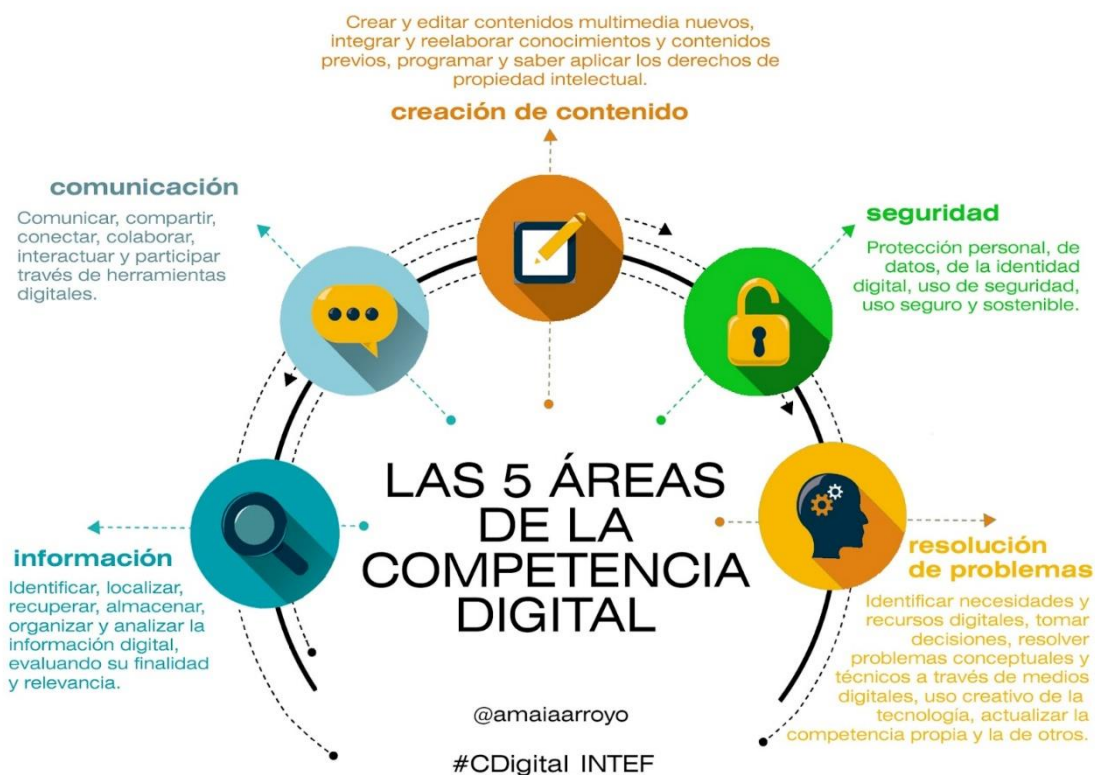 Crear y editar contenidos multimedia nuevos,
integrar y reelaborar conocimientos y contenidos
previos, programar y saber aplicar los derechos de
propiedad intelectual.
creación de contenido
comunicación
Comunicar, compartir,
conectar, colaborar,
interactuar y participar
través de herramientas
digitales.
seguridad
Protección personal, de
datos, de la identidad
digital, uso de seguridad,
uso seguro y sostenible.
información
Identificar, localizar,
recuperar, almacenar,
organizar y analizar la
información digital,
evaluando su finalidad
y relevancia.
LAS 5 ÁREAS
DE LA
COMPETENCIA
DIGITAL
resolución
de problemas
Identificar necesidades y
recursos digitales, tomar
decisiones, resolver
problemas conceptuales y
técnicos a través de medios
digitales, uso creativo de la
tecnología, actualizar la
competencia propia y la de otros.
@amaiaarroyo
#CDigital INTEF